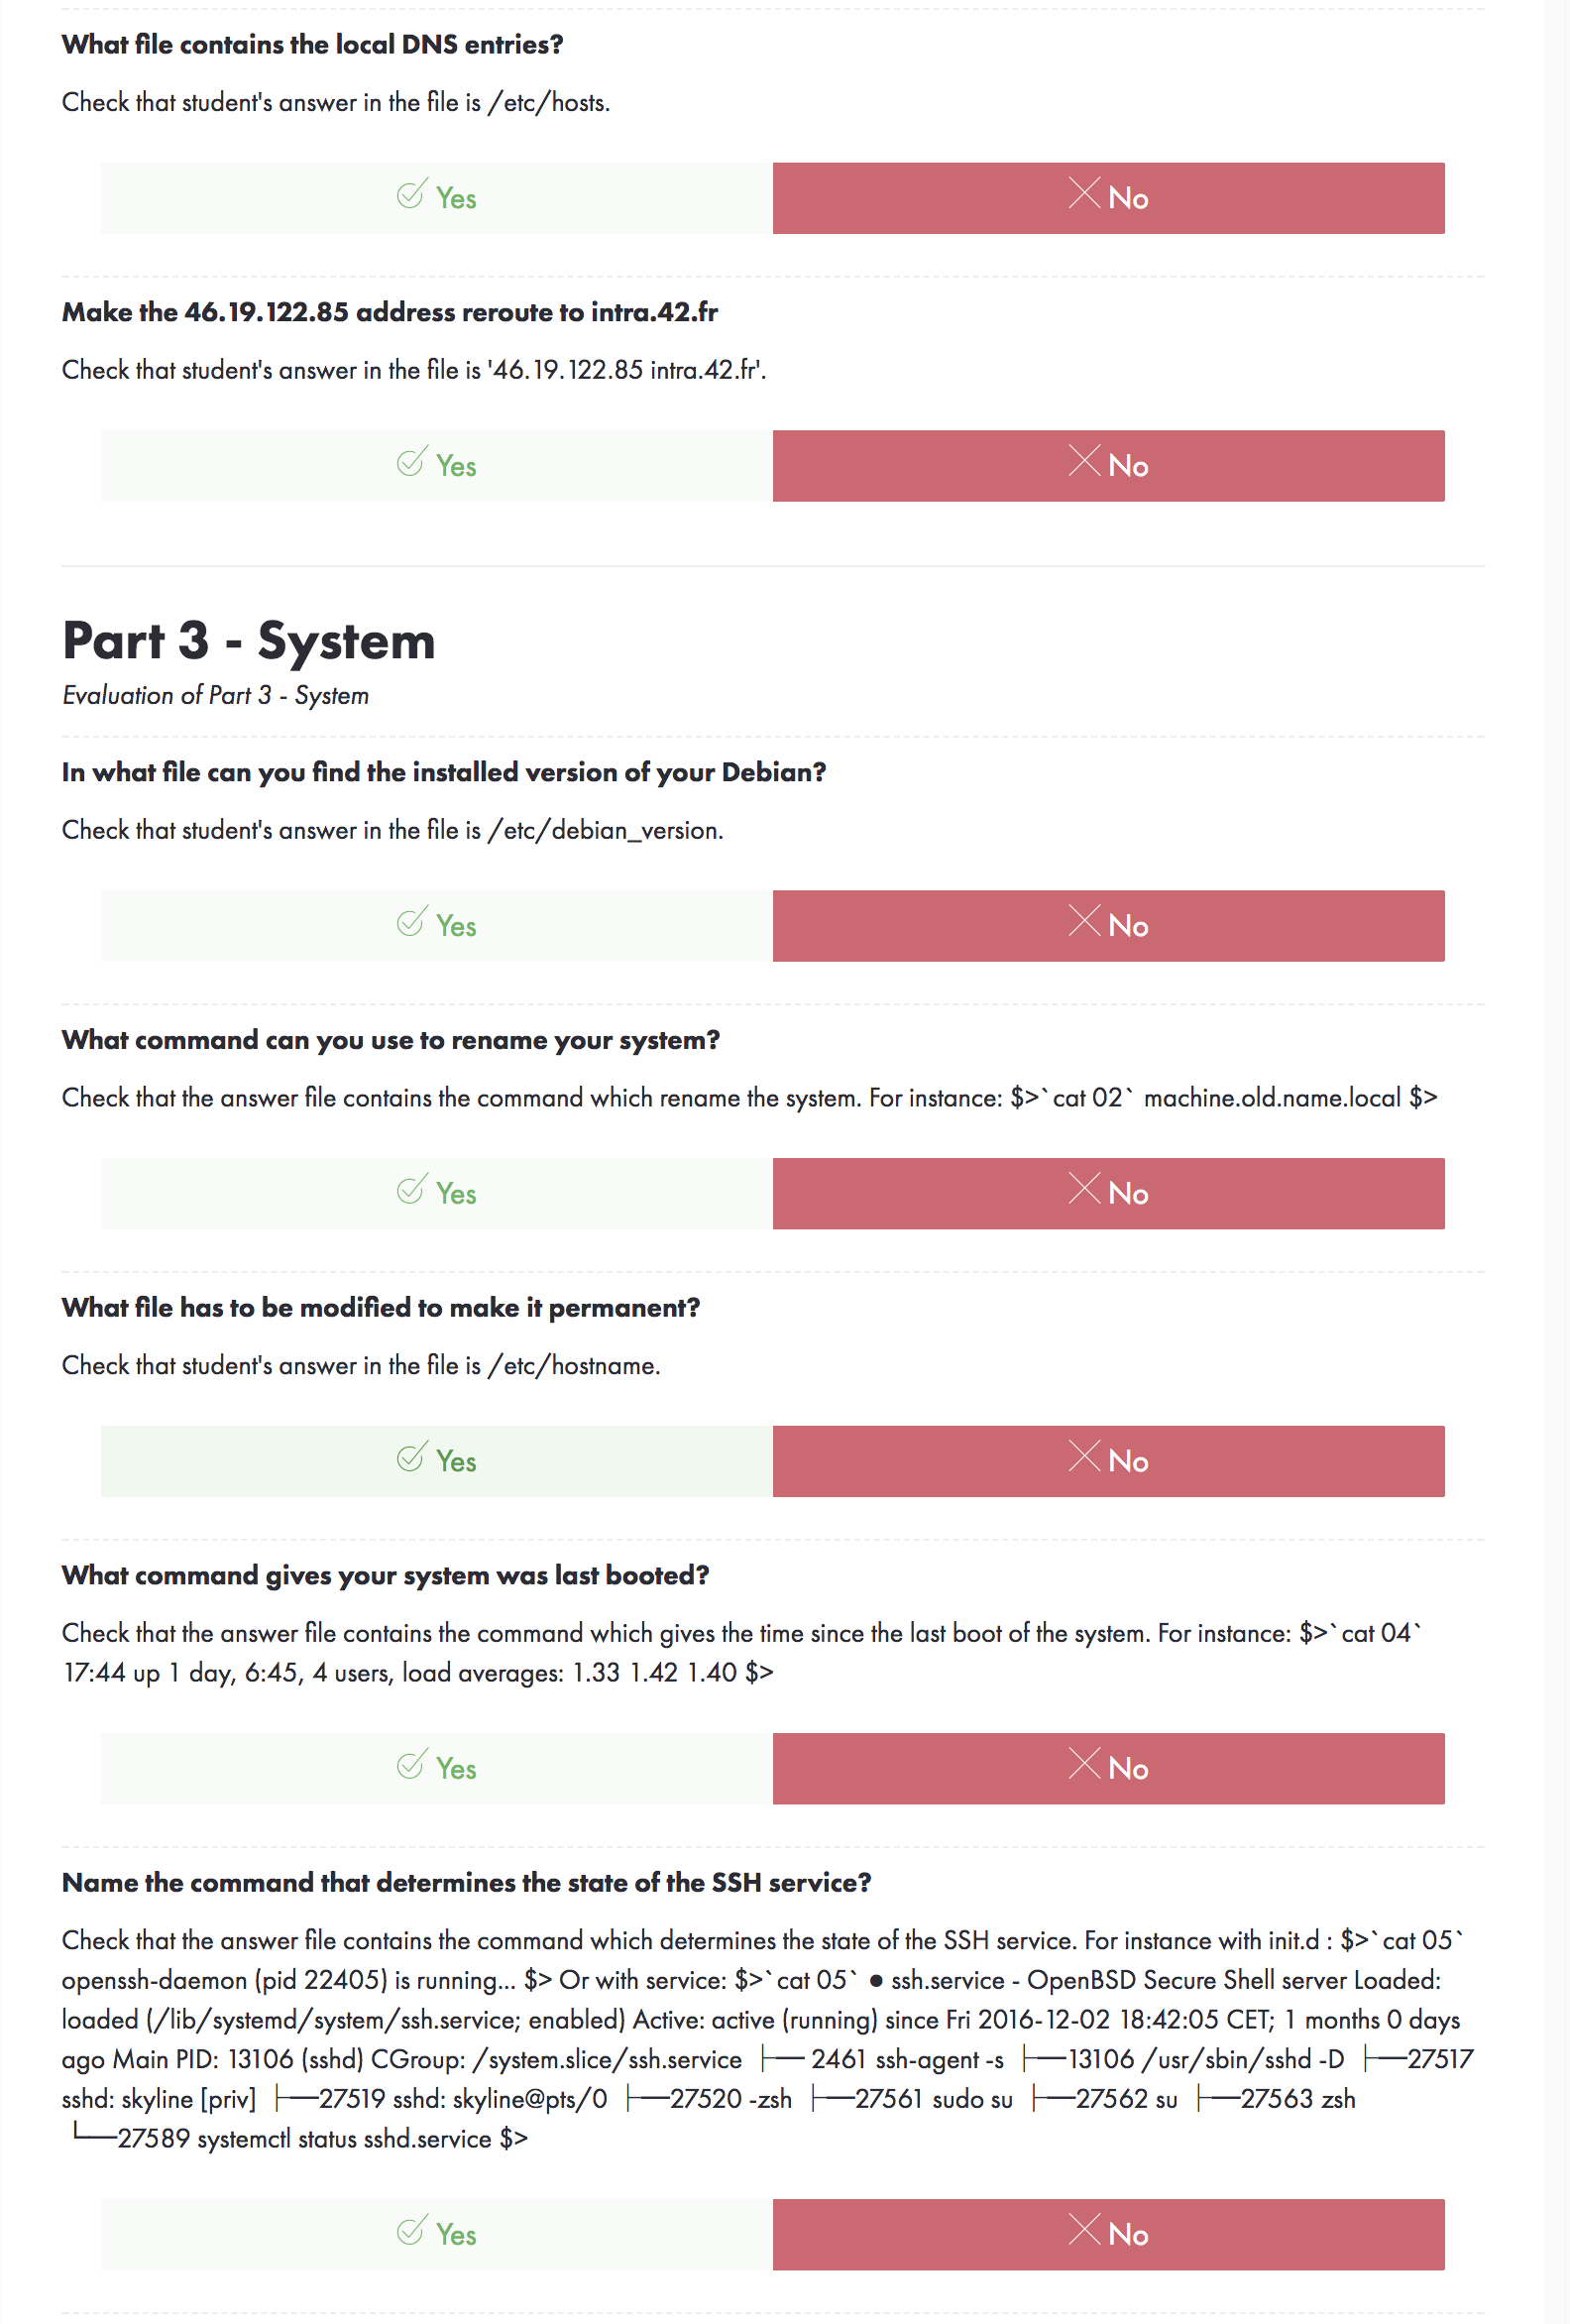 What file contains the local DNS entries?
Check that student's answer in the file is /etc/hosts.
Yes
No
Make the 46.19.122.85 address reroute to intra.42.fr
Check that student's answer in the file is '46.19.122.85 intra.42.fr'.
Yes
No
Part 3 - System
Evaluation of Part 3 - System
In what file can you find the installed version of your Debian?
Check that student's answer in the file is /etc/debian_version.
Yes
No
What command can you use to rename your system?
Check that the answer file contains the command which rename the system. For instance: $>`cat 02` machine.old.name.local $>
Yes
No
What file has to be modified to make it permanent?
Check that student's answer in the file is /etc/hostname.
Yes
No
What command gives your system was last booted?
Check that the answer file contains the command which gives the time since the last boot of the system. For instance: $>`cat 04`
17:44 up 1 day, 6:45, 4 users, load averages: 1.33 1.42 1.40 $>
Yes
No
Name the command that determines the state of the SSH service?
Check that the answer file contains the command which determines the state of the SSH service. For instance with init.d : $>`cat 05`
openssh-daemon (pid 22405) is running... $> Or with service: $>`cat 05` ● ssh.service - OpenBSD Secure Shell server Loaded:
loaded (/lib/systemd/system/ssh.service; enabled) Active: active (running) since Fri 2016-12-02 18:42:05 CET; 1 months 0 days
ago Main PID: 13106 (sshd) CGroup: /system.slice/ssh.service ├── 2461 ssh-agent -s ├──13106 /usr/sbin/sshd -D ├──27517
sshd: skyline [priv] ├──27519 sshd: skyline@pts/0 ├──27520 -zsh ├──27561 sudo su ├──27562 su ├──27563 zsh
└──27589 systemctl status sshd.service $>
Yes
No